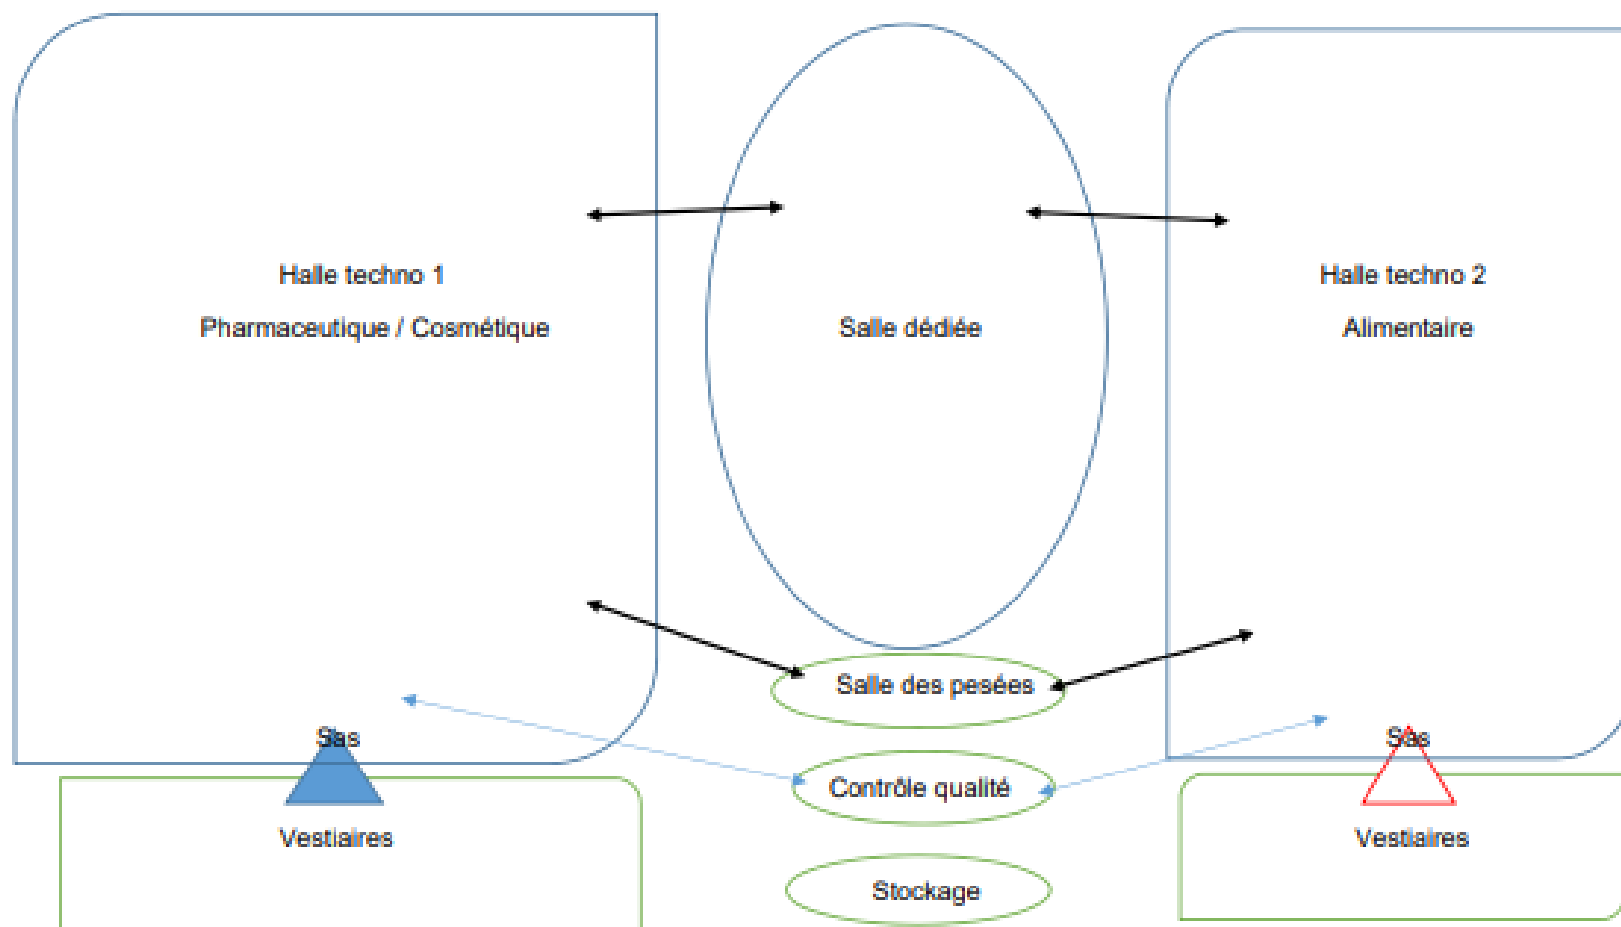 Halle techno 1
Pharmaceutique / Cosmétique
Salle dédiée
Halle techno 2
Alimentaire
Salle des pesées
Sas
Sas
Contrôle qualité
Vestiaires
Vestiaires
Stockage